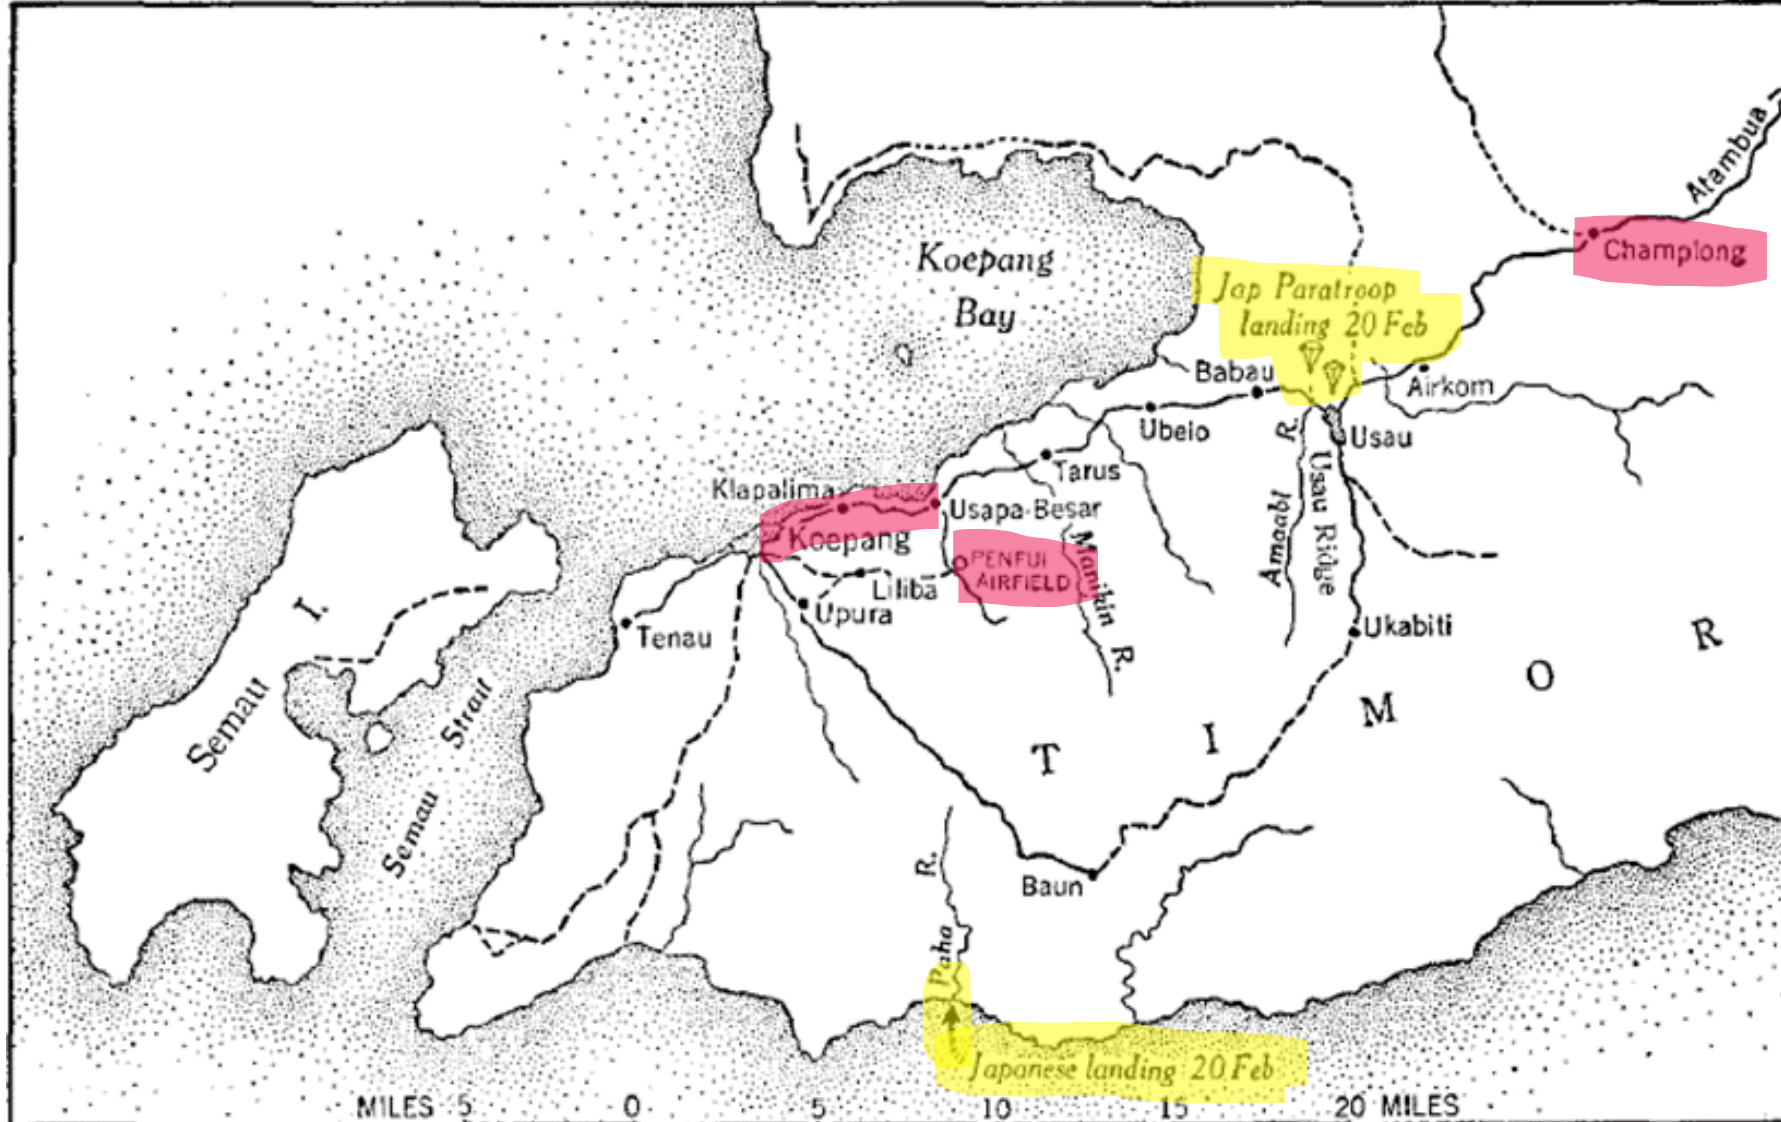 Atambua
Champlong
Koepang
Bay
Jap Paratroop
landing 20 Feb
Babau
Airkom
Ubelo
Usau
R.
Amaabi
Usau Ridge
Tarus
Klapalima
Usapa-Besar
Koepang
PENFUI
AIRFIELD
Manikin R.
Liliba
Upura
Tenau
Ukabiti
Semau I.
Semau Strait
T I M O R
Baun
Paha R.
Japanese landing 20 Feb
MILES 5 0 5 10 15 20 MILES